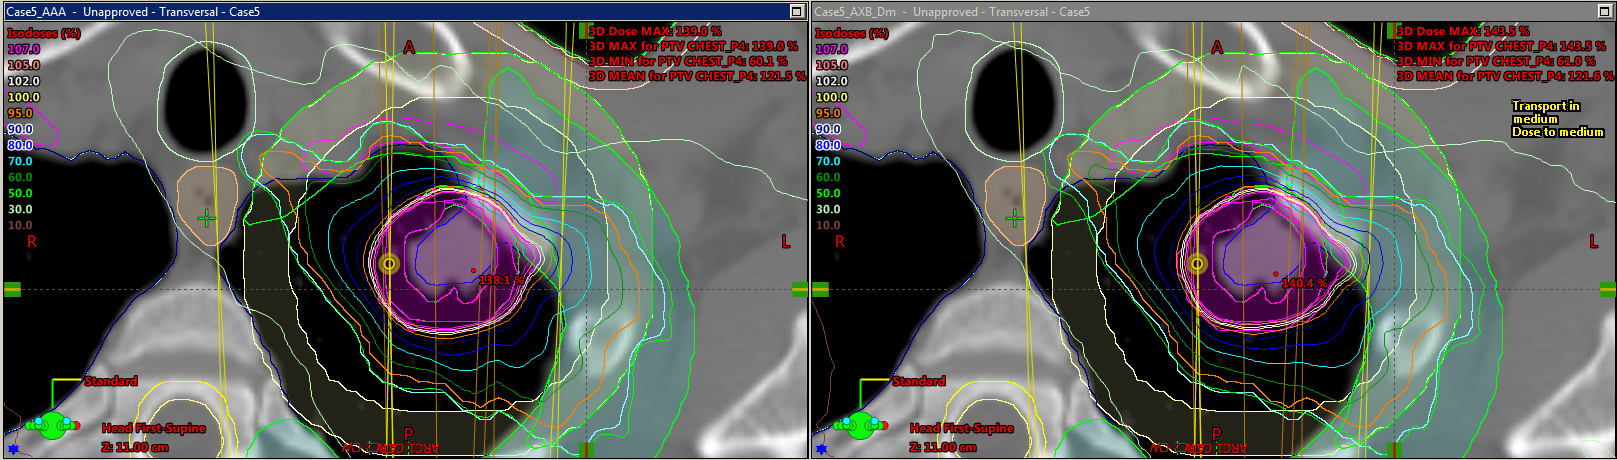 Case5_AAA - Unapproved - Transversal - Case5
Isodoses (%)
107.0
105.0
102.0
100.0
95.0
90.0
80.0
70.0
60.0
50.0
30.0
10.0
3D Dose MAX: 139.0 %
3D MAX for PTV CHEST_P4: 139.0 %
3D MIN for PTV CHEST_P4: 60.1 %
3D MEAN for PTV CHEST_P4: 121.5 %
A
R
L
138.1 %
Standard
Head First-Supine
Z: 11.00 cm
P
Case5_AXB_Dm - Unapproved - Transversal - Case5
Isodoses (%)
107.0
105.0
102.0
100.0
95.0
90.0
80.0
70.0
60.0
50.0
30.0
10.0
3D Dose MAX: 143.5 %
3D MAX for PTV CHEST_P4: 143.5 %
3D MIN for PTV CHEST_P4: 61.0 %
3D MEAN for PTV CHEST_P4: 121.6 %
Transport in
medium
Dose to medium
A
R
L
140.4 %
Standard
Head First-Supine
Z: 11.00 cm
P